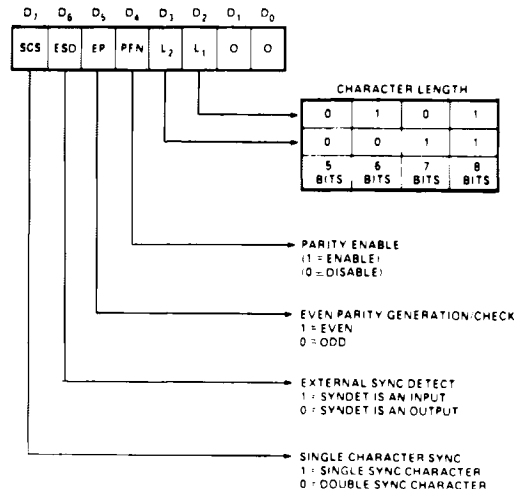 D7 D6 D5 D4 D3 D2 D1 D0
SCS ESD EP PEN L2 L1 0 0
CHARACTER LENGTH
0 1 0 1
0 0 1 1
5 6 7 8
BITS BITS BITS BITS
PARITY ENABLE
(1 = ENABLE)
(0 = DISABLE)
EVEN PARITY GENERATION/CHECK
1 = EVEN
0 = ODD
EXTERNAL SYNC DETECT
1 = SYNDET IS AN INPUT
0 = SYNDET IS AN OUTPUT
SINGLE CHARACTER SYNC
1 = SINGLE SYNC CHARACTER
0 = DOUBLE SYNC CHARACTER